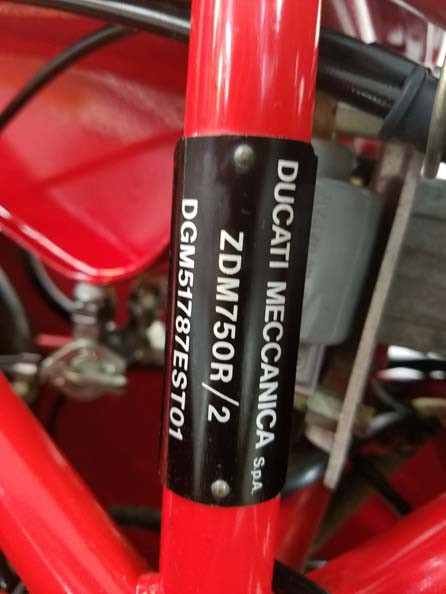 DUCATI MECCANICA S.p.A.
ZDM750R/2
DGM51787EST01